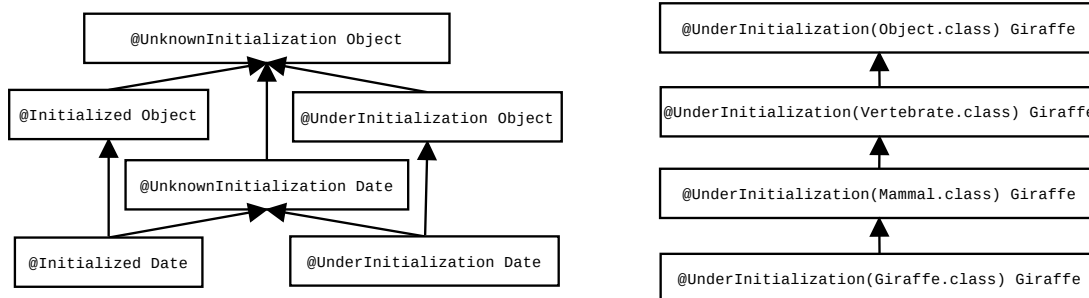 @UnknownInitialization Object
@Initialized Object
@UnderInitialization Object
@UnknownInitialization Date
@Initialized Date
@UnderInitialization Date
@UnderInitialization(Object.class) Giraffe
@UnderInitialization(Vertebrate.class) Giraffe
@UnderInitialization(Mammal.class) Giraffe
@UnderInitialization(Giraffe.class) Giraffe